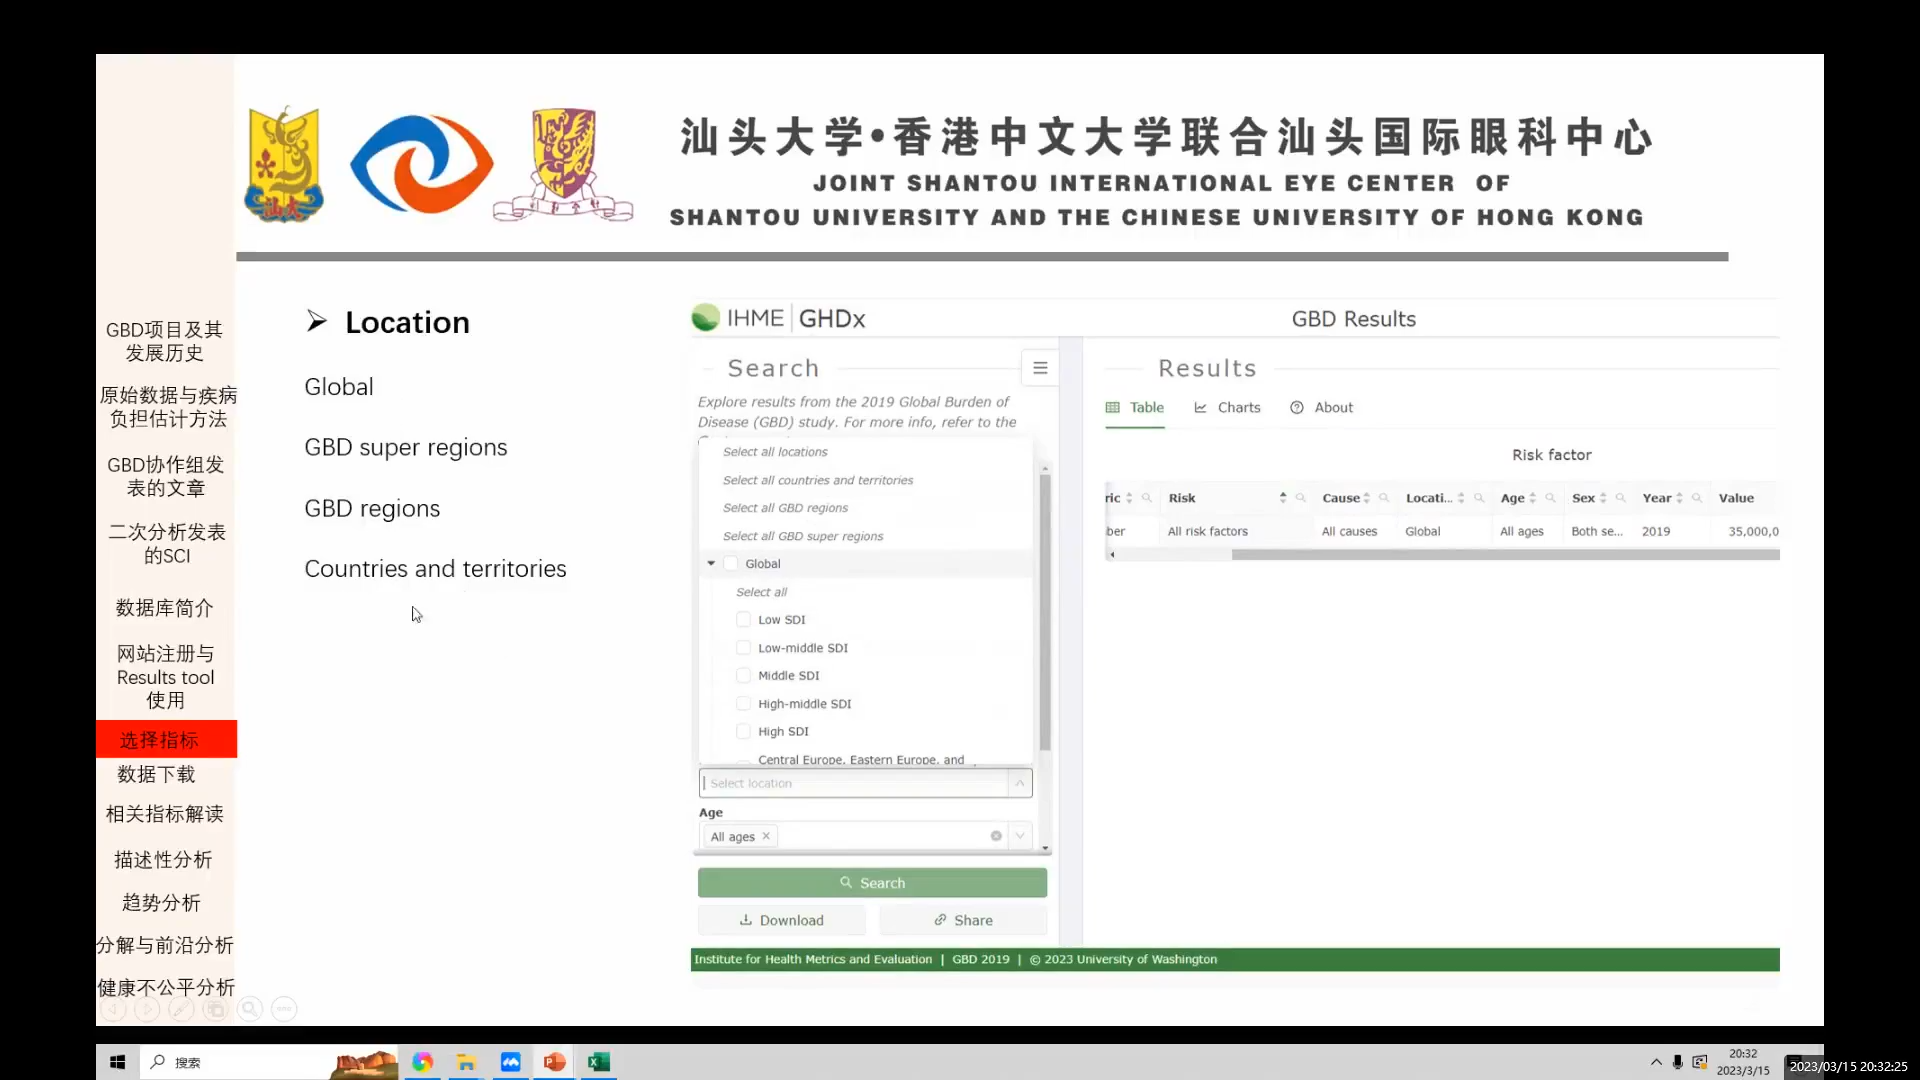 汕头大学•香港中文大学联合汕头国际眼科中心
JOINT SHANTOU INTERNATIONAL EYE CENTER OF
SHANTOU UNIVERSITY AND THE CHINESE UNIVERSITY OF HONG KONG
GBD项目及其
发展历史
原始数据与疾病
负担估计方法
GBD协作组发
表的文章
二次分析发表
的SCI
数据库简介
网站注册与
Results tool
使用
选择指标
数据下载
相关指标解读
描述性分析
趋势分析
分解与前沿分析
健康不公平分析
Location
Global
GBD super regions
GBD regions
Countries and territories
IHME | GHDx
GBD Results
Search
Explore results from the 2019 Global Burden of
Disease (GBD) study. For more info, refer to the
Select all locations
Select all countries and territories
Select all GBD regions
Select all GBD super regions
Global
Select all
Low SDI
Low-middle SDI
Middle SDI
High-middle SDI
High SDI
Central Europe, Eastern Europe, and
Select location
Age
All ages ×
Search
Download
Share
Results
Table Charts About
Risk factor
ric Risk Cause Locati... Age Sex Year Value
ber All risk factors All causes Global All ages Both se... 2019 35,000,0
Institute for Health Metrics and Evaluation | GBD 2019 | © 2023 University of Washington
搜索
20:32
2023/3/15
2023/03/15 20:32:25